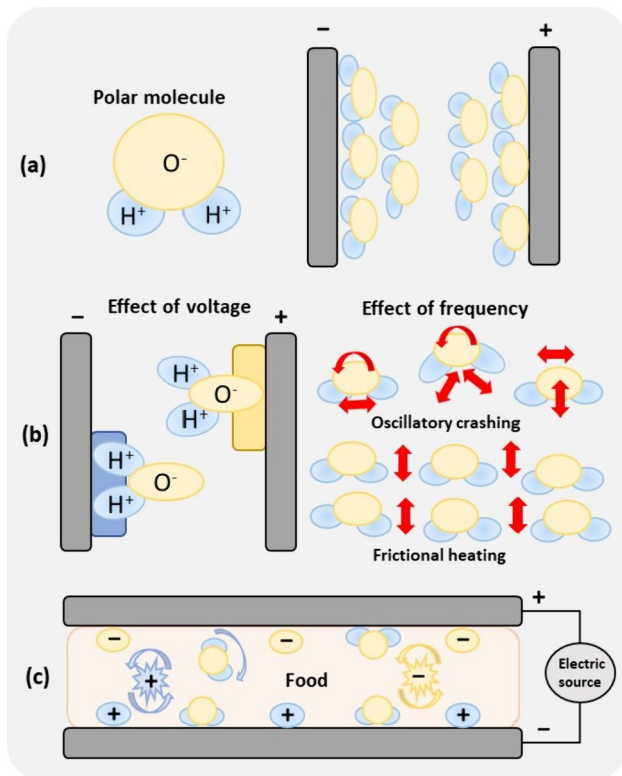 − +
Polar molecule
(a)
O⁻
H⁺ H⁺
Effect of voltage Effect of frequency
− +
H⁺
O⁻
H⁺
(b)
H⁺
O⁻
H⁺
Oscillatory crashing
Frictional heating
+
− − −
(c)
+ Food − Electric
source
+ + +
−